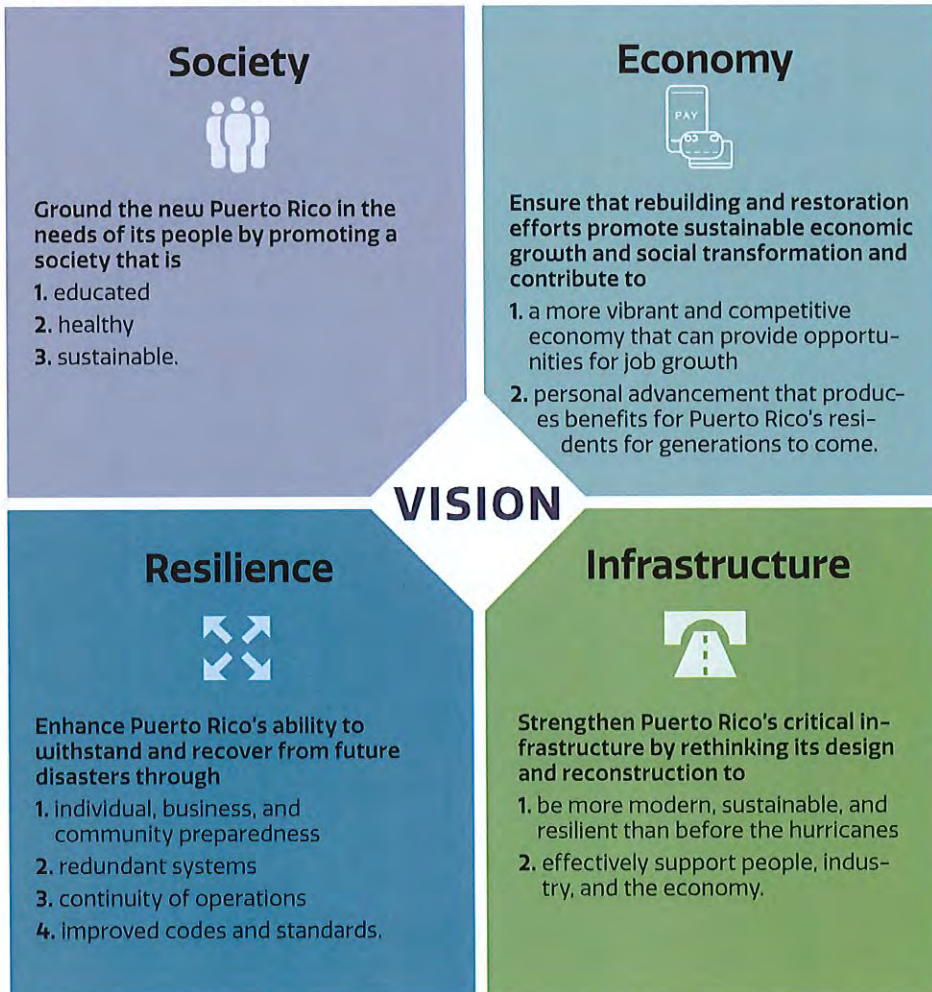 Society
Ground the new Puerto Rico in the
needs of its people by promoting a
society that is
1. educated
2. healthy
3. sustainable.
Economy
PAY
Ensure that rebuilding and restoration
efforts promote sustainable economic
growth and social transformation and
contribute to
1. a more vibrant and competitive
economy that can provide opportu-
nities for job growth
2. personal advancement that produc-
es benefits for Puerto Rico's resi-
dents for generations to come.
VISION
Resilience
Enhance Puerto Rico's ability to
withstand and recover from future
disasters through
1. individual, business, and
community preparedness
2. redundant systems
3. continuity of operations
4. improved codes and standards.
Infrastructure
Strengthen Puerto Rico's critical in-
frastructure by rethinking its design
and reconstruction to
1. be more modern, sustainable, and
resilient than before the hurricanes
2. effectively support people, indus-
try, and the economy.